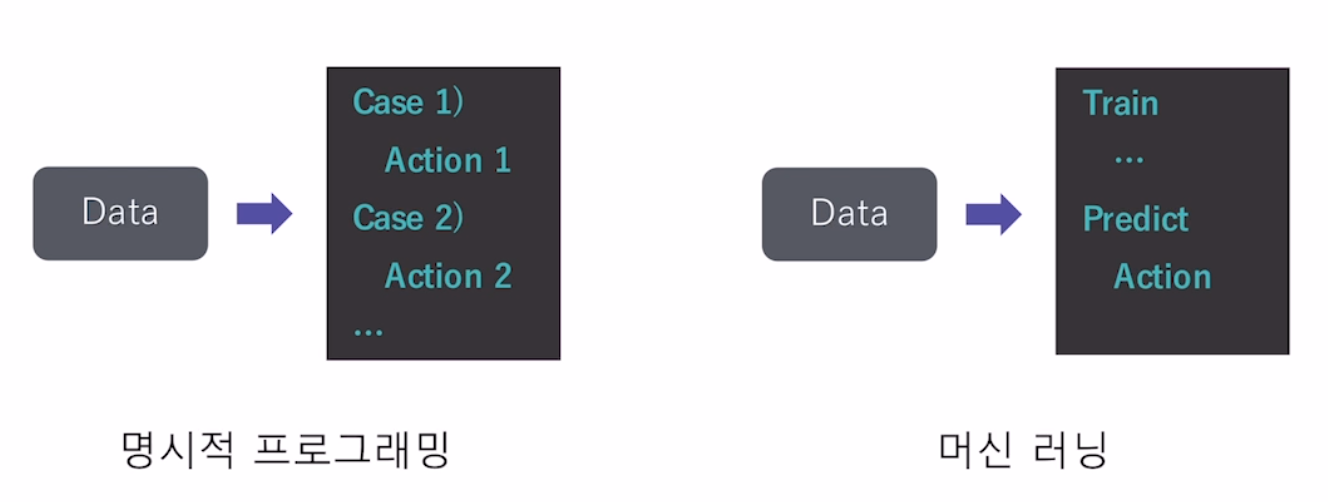 Data
Case 1)
Action 1
Case 2)
Action 2
...
명시적 프로그래밍
Data
Train
...
Predict
Action
머신 러닝